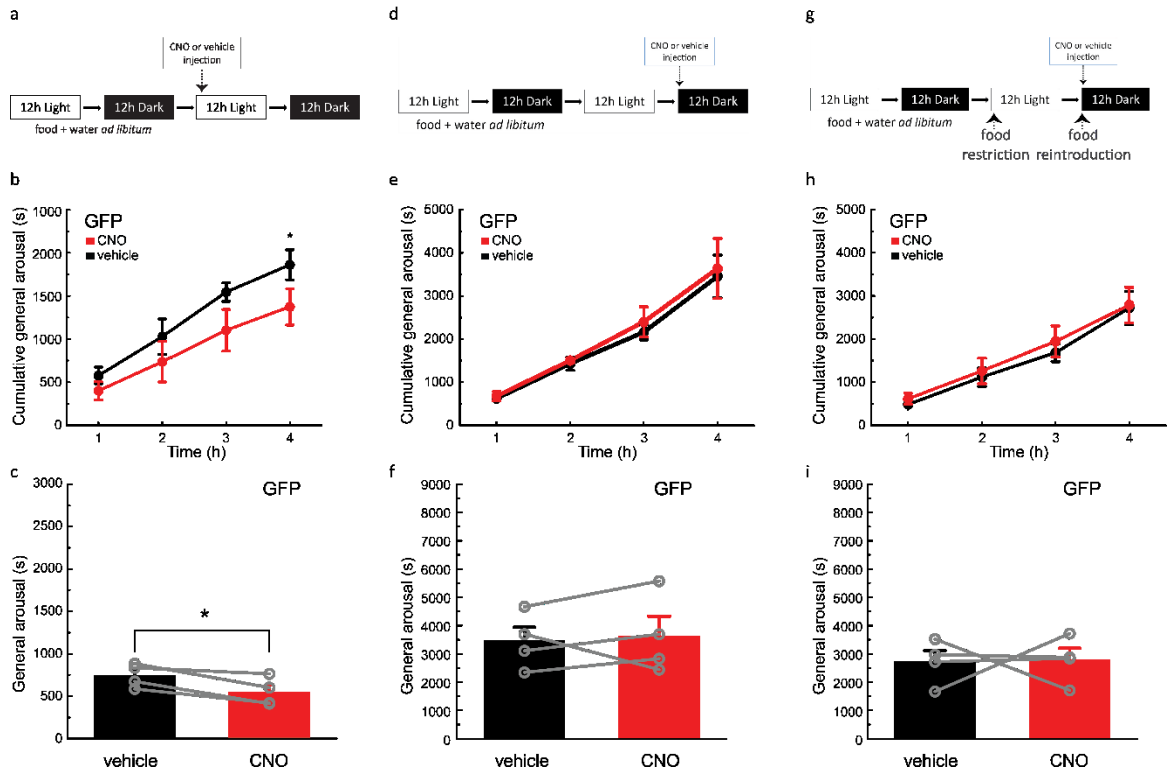 a
CNO or vehicle
injection
12h Light
12h Dark
12h Light
12h Dark
food + water ad libitum
d
CNO or vehicle
injection
12h Light
12h Dark
12h Light
12h Dark
food + water ad libitum
g
CNO or vehicle
injection
12h Light
12h Dark
12h Light
12h Dark
food + water ad libitum
food
restriction
food
reintroduction
b
Cumulative general arousal (s)
1000
2000
1500
1000
500
0
GFP
CNO
vehicle
*
1 2 3 4
Time (h)
e
Cumulative general arousal (s)
5000
4000
3000
2000
1000
0
GFP
CNO
vehicle
1 2 3 4
Time (h)
h
Cumulative general arousal (s)
5000
4000
3000
2000
1000
0
GFP
CNO
vehicle
1 2 3 4
Time (h)
c
General arousal (s)
3000
2500
2000
1500
1000
500
0
GFP
*
vehicle CNO
f
General arousal (s)
9000
8000
7000
6000
5000
4000
3000
2000
1000
0
GFP
vehicle CNO
i
General arousal (s)
9000
8000
7000
6000
5000
4000
3000
2000
1000
0
GFP
vehicle CNO